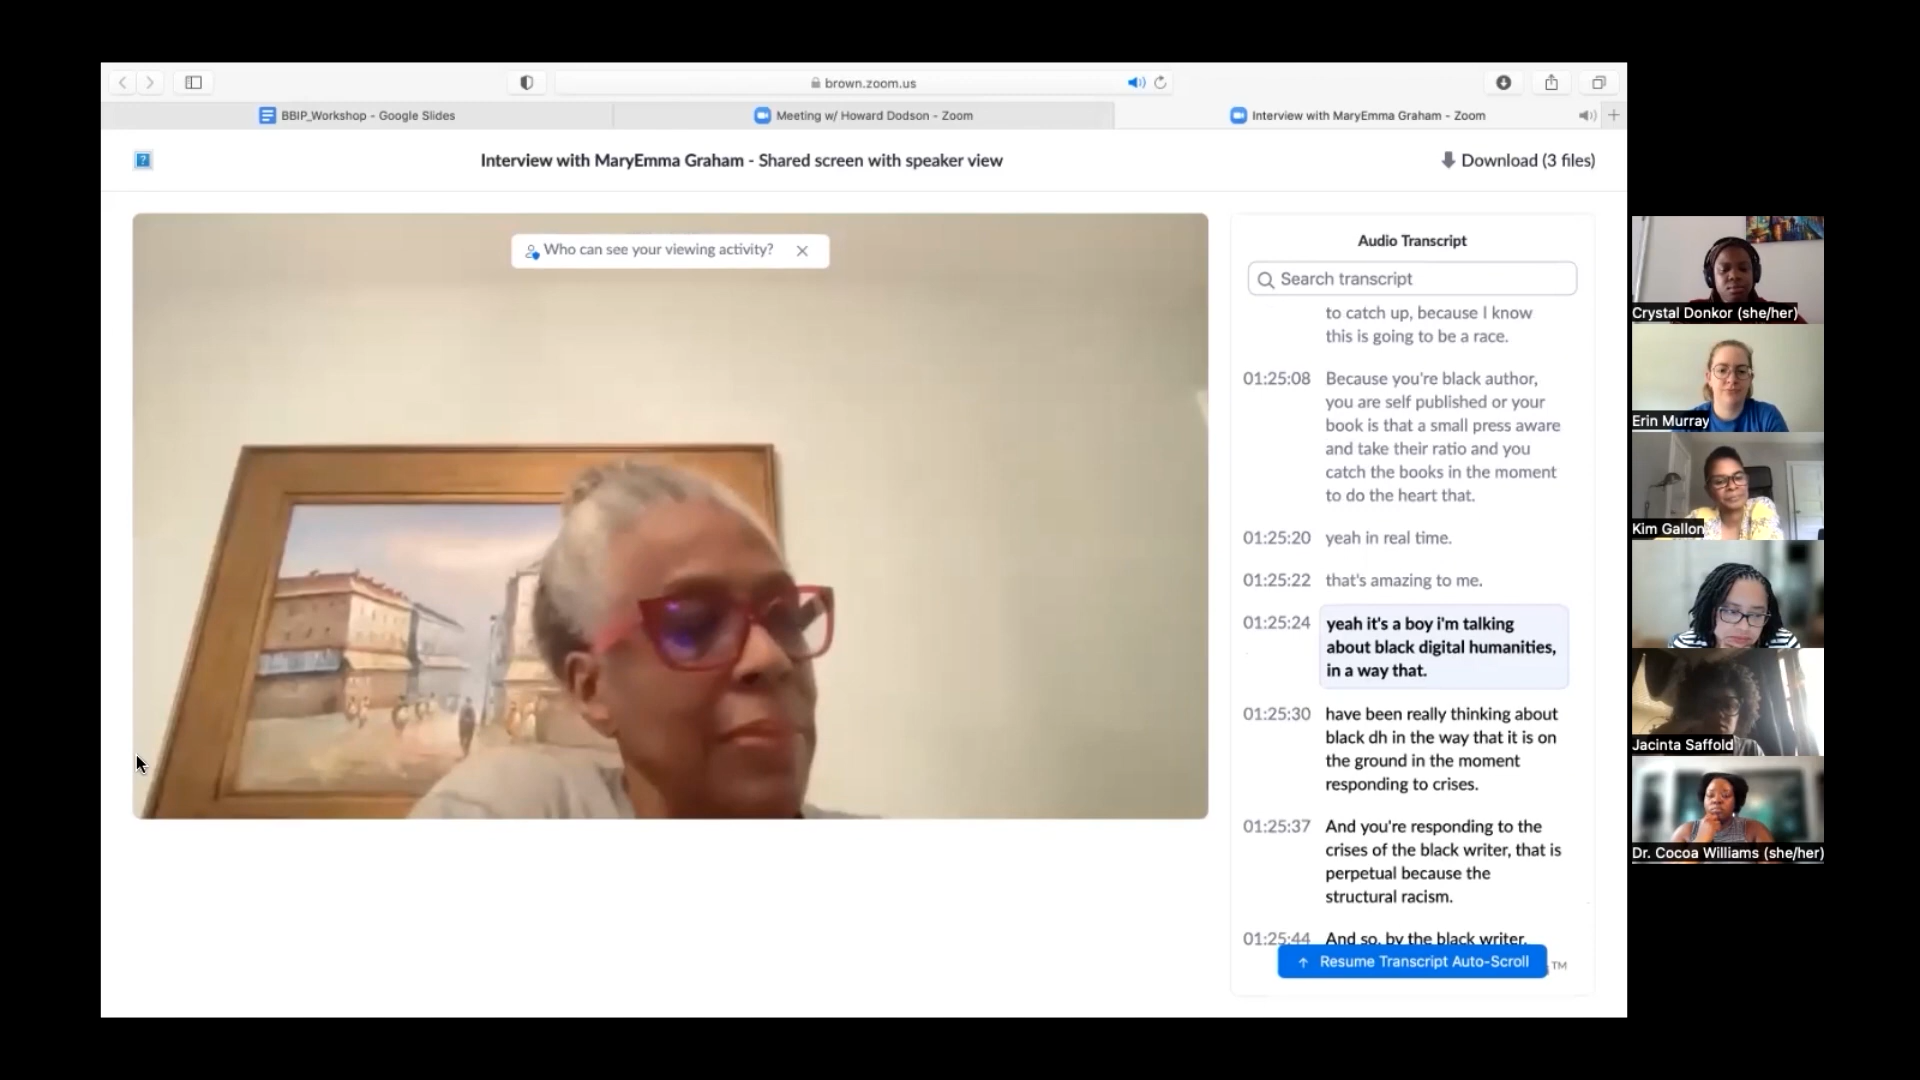 brown.zoom.us
BBIP_Workshop - Google Slides
Meeting w/ Howard Dodson - Zoom
Interview with MaryEmma Graham - Zoom
Interview with MaryEmma Graham - Shared screen with speaker view
Download (3 files)
Who can see your viewing activity?
Audio Transcript
Search transcript
to catch up, because I know
this is going to be a race.
01:25:08 Because you're black author,
you are self published or your
book is that a small press aware
and take their ratio and you
catch the books in the moment
to do the heart that.
01:25:20 yeah in real time.
01:25:22 that's amazing to me.
01:25:24 yeah it's a boy i'm talking
about black digital humanities,
in a way that.
01:25:30 have been really thinking about
black dh in the way that it is on
the ground in the moment
responding to crises.
01:25:37 And you're responding to the
crises of the black writer, that is
perpetual because the
structural racism.
01:25:44 And so, by the black writer,
Resume Transcript Auto-Scroll
TM
Crystal Donkor (she/her)
Erin Murray
Kim Gallon
Jacinta Saffold
Dr. Cocoa Williams (she/her)